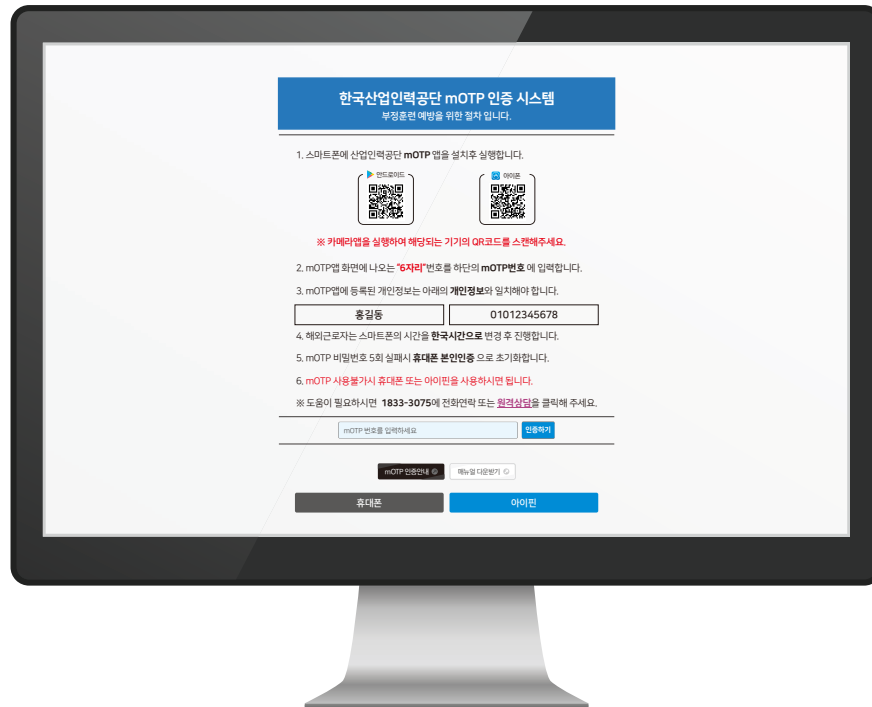 한국산업인력공단 mOTP 인증 시스템
부정훈련 예방을 위한 절차 입니다.
1. 스마트폰에 산업인력공단 mOTP 앱을 설치후 실행합니다.
안드로이드
아이폰
※ 카메라앱을 실행하여 해당되는 기기의 QR코드를 스캔해주세요.
2. mOTP앱 화면에 나오는 "6자리"번호를 하단의 mOTP번호 에 입력합니다.
3. mOTP앱에 등록된 개인정보는 아래의 개인정보와 일치해야 합니다.
홍길동
01012345678
4. 해외근로자는 스마트폰의 시간을 한국시간으로 변경 후 진행합니다.
5. mOTP 비밀번호 5회 실패시 휴대폰 본인인증 으로 초기화합니다.
6. mOTP 사용불가시 휴대폰 또는 아이핀을 사용하시면 됩니다.
※ 도움이 필요하시면 1833-3075에 전화연락 또는 원격상담을 클릭해 주세요.
mOTP 번호를 입력하세요
인증하기
mOTP 인증안내
매뉴얼 다운받기
휴대폰
아이핀